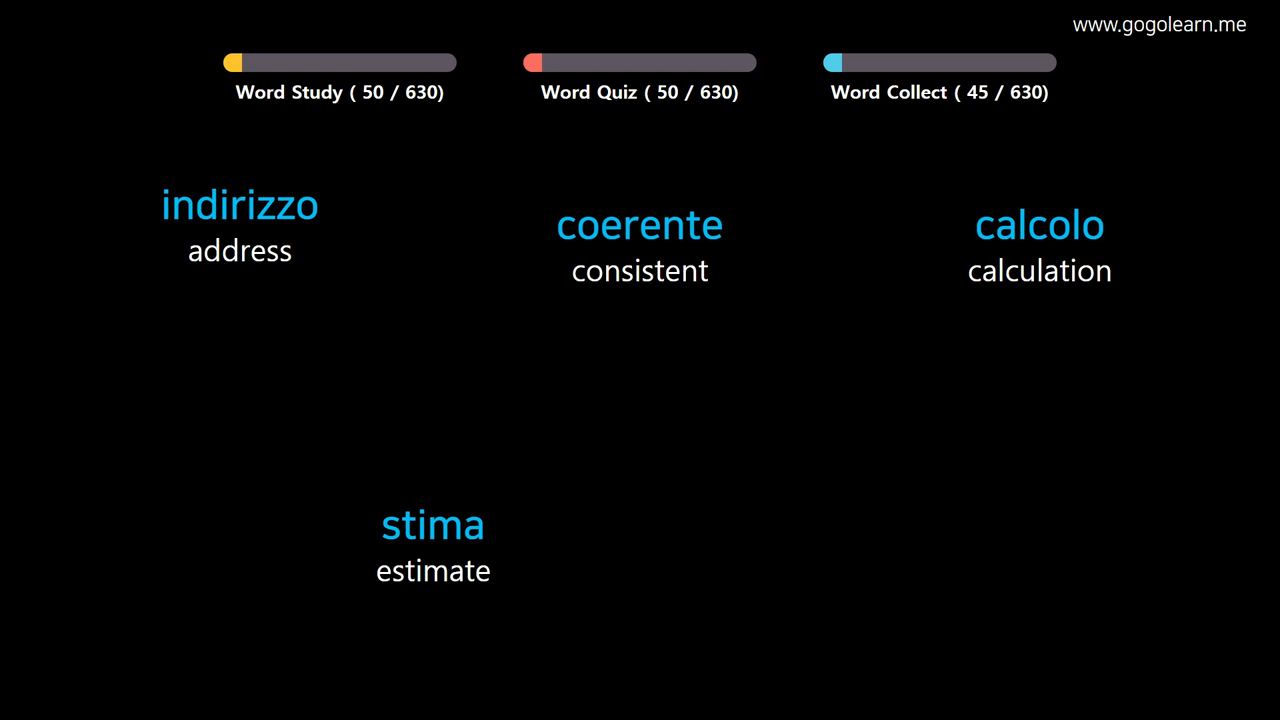 www.gogolearn.me
Word Study ( 50 / 630)
Word Quiz ( 50 / 630)
Word Collect ( 45 / 630)
indirizzo
address
coerente
consistent
calcolo
calculation
stima
estimate